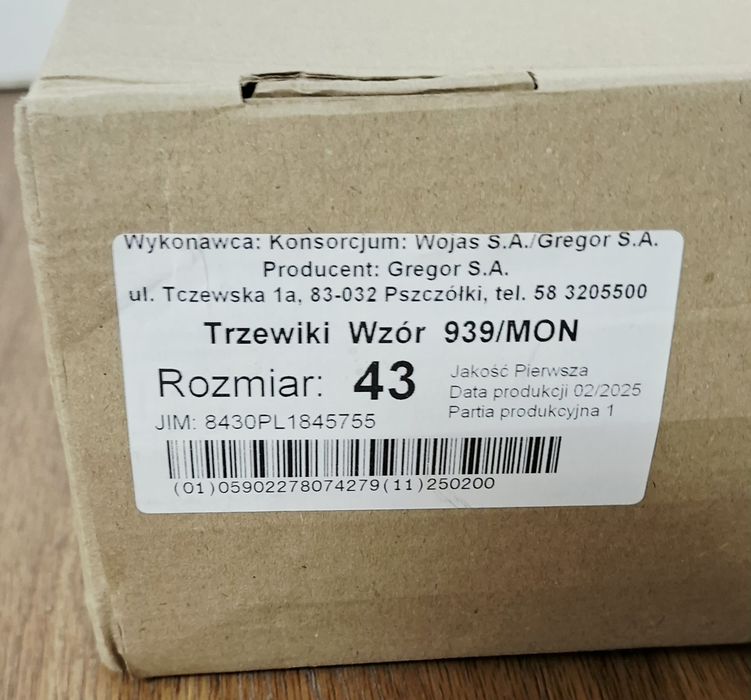 Wykonawca: Konsorcjum: Wojas S.A./Gregor S.A.
Producent: Gregor S.A.
ul. Tczewska 1a, 83-032 Pszczółki, tel. 58 3205500
Trzewiki Wzór 939/MON
Rozmiar: 43
Jakość Pierwsza
Data produkcji 02/2025
Partia produkcyjna 1
JIM: 8430PL1845755
(01)05902278074279(11)250200